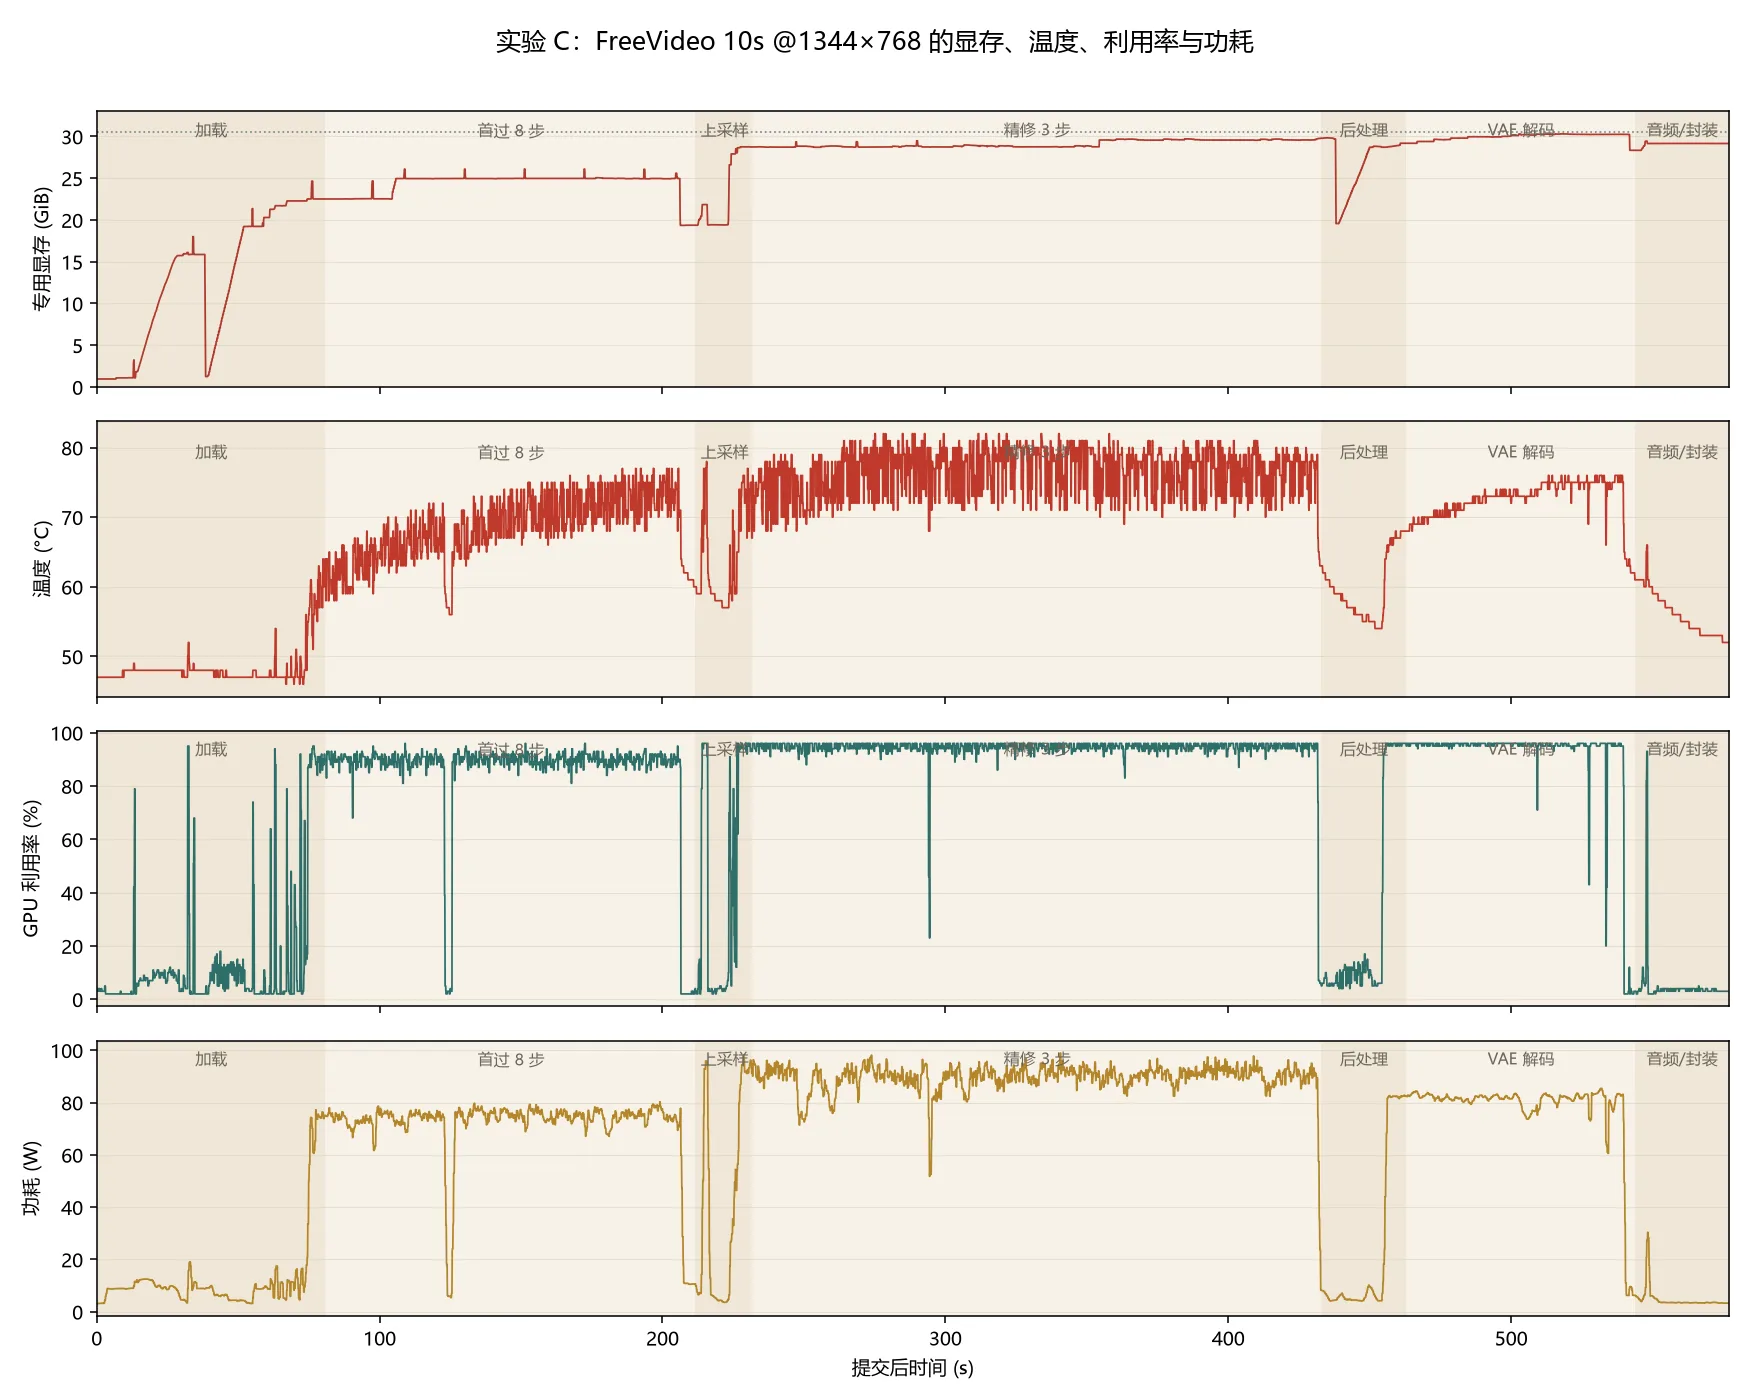 实验 C：FreeVideo 10s @1344×768 的显存、温度、利用率与功耗
专用显存 (GiB)
30
25
20
15
10
5
0
加载
首过 8 步
上采样
精修 3 步
后处理
VAE 解码
音频/封装
温度 (°C)
80
70
60
50
加载
首过 8 步
上采样
精修 3 步
后处理
VAE 解码
音频/封装
GPU 利用率 (%)
100
80
60
40
20
0
加载
首过 8 步
上采样
精修 3 步
后处理
VAE 解码
音频/封装
功耗 (W)
100
80
60
40
20
0
加载
首过 8 步
上采样
精修 3 步
后处理
VAE 解码
音频/封装
0
100
200
300
400
500
提交后时间 (s)